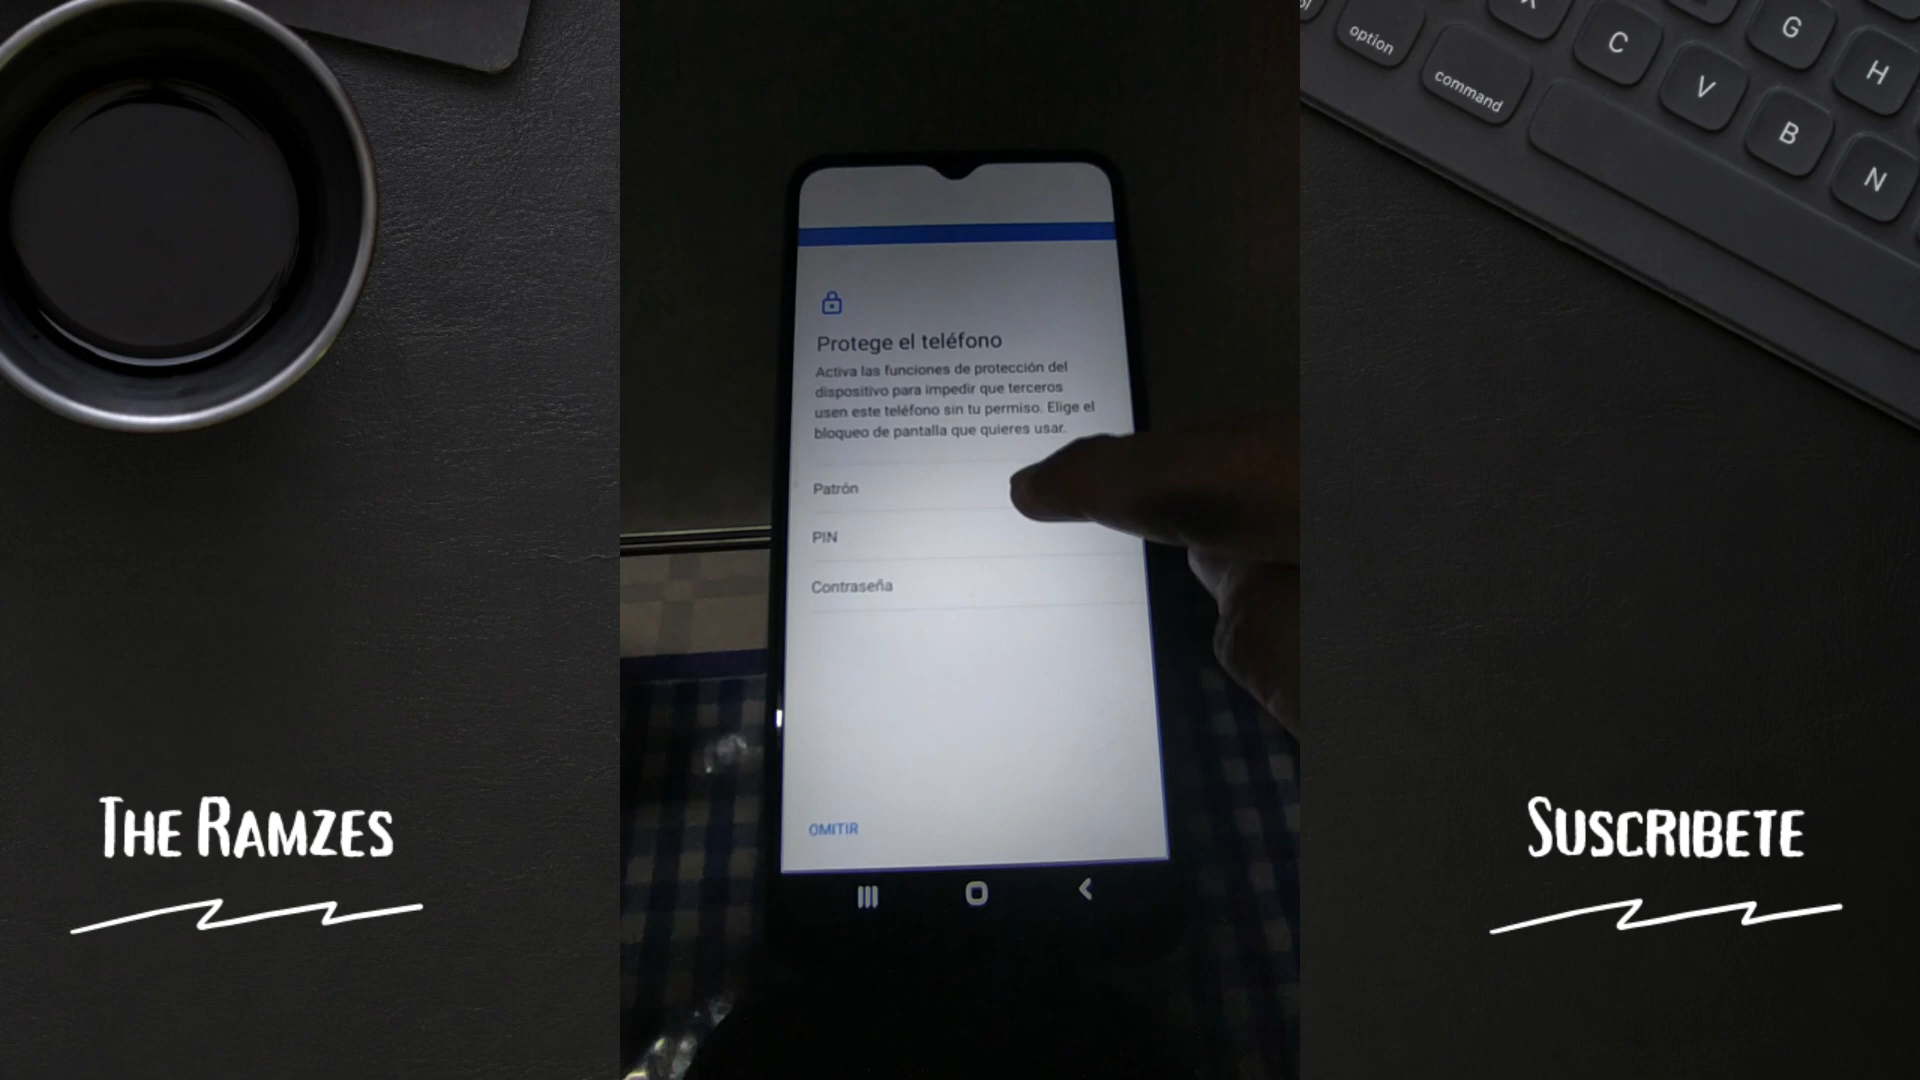 option
command
C
V
B
N
G
H
Protege el teléfono
Activa las funciones de protección del
dispositivo para impedir que terceros
usen este teléfono sin tu permiso. Elige el
bloqueo de pantalla que quieres usar.
Patrón
PIN
Contraseña
OMITIR
THE RAMZES
SUSCRIBETE